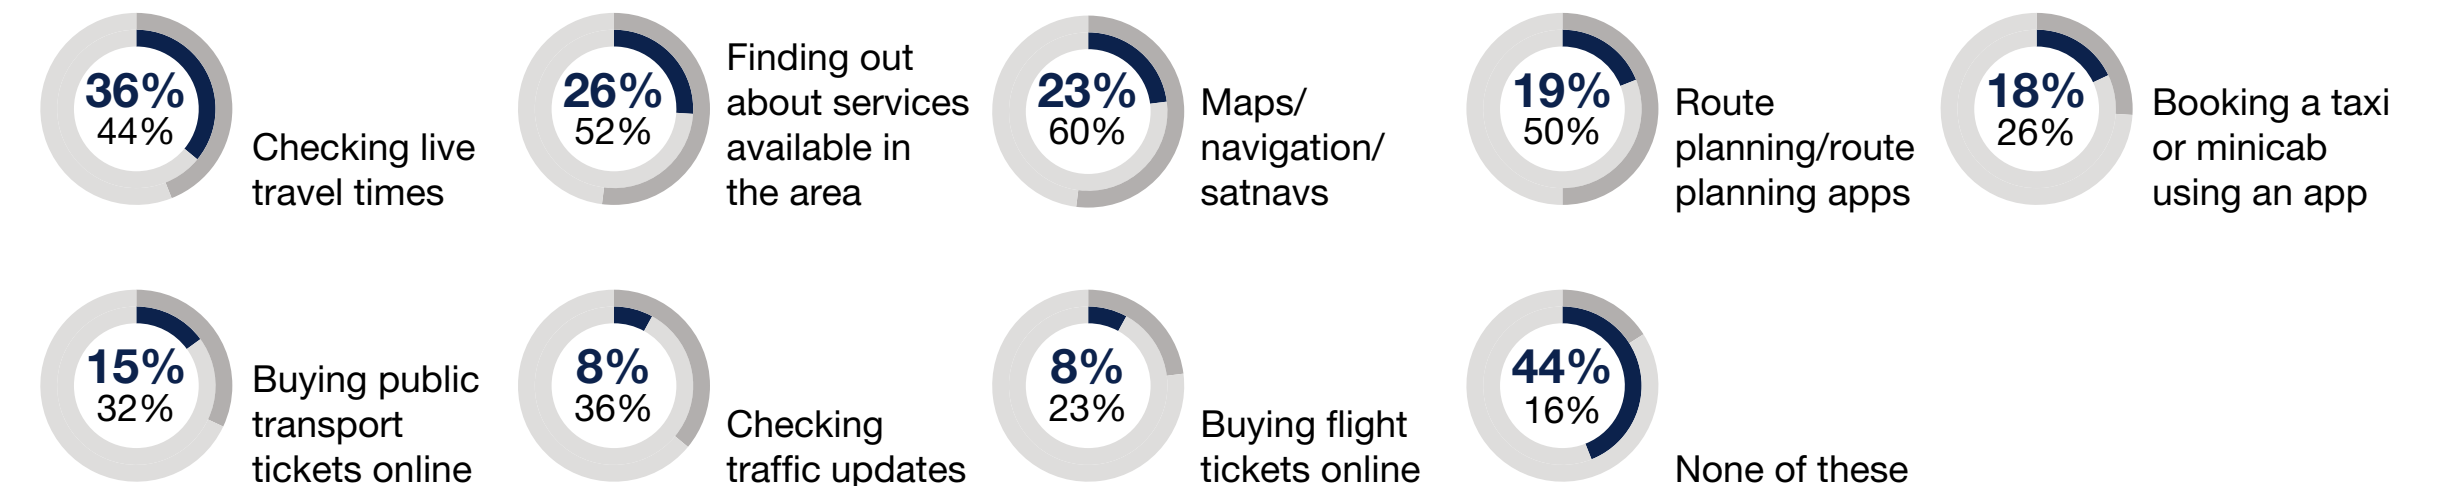 36%
44%
Checking live
travel times
26%
52%
Finding out
about services
available in
the area
23%
60%
Maps/
navigation/
satnavs
19%
50%
Route
planning/route
planning apps
18%
26%
Booking a taxi
or minicab
using an app
15%
32%
Buying public
transport
tickets online
8%
36%
Checking
traffic updates
8%
23%
Buying flight
tickets online
44%
16%
None of these